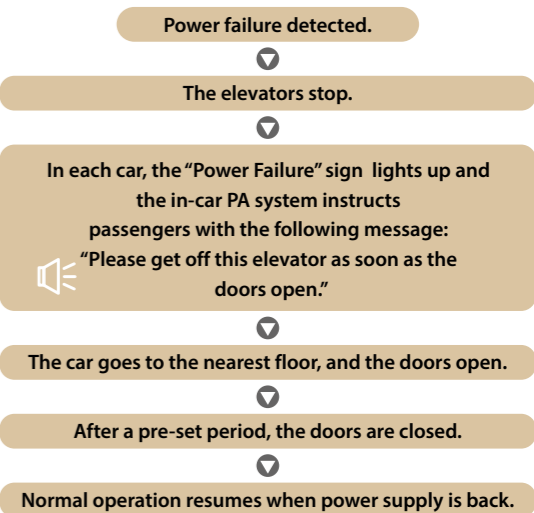 Power failure detected.
The elevators stop.
In each car, the “Power Failure” sign lights up and
the in-car PA system instructs
passengers with the following message:
“Please get off this elevator as soon as the
doors open.”
The car goes to the nearest floor, and the doors open.
After a pre-set period, the doors are closed.
Normal operation resumes when power supply is back.